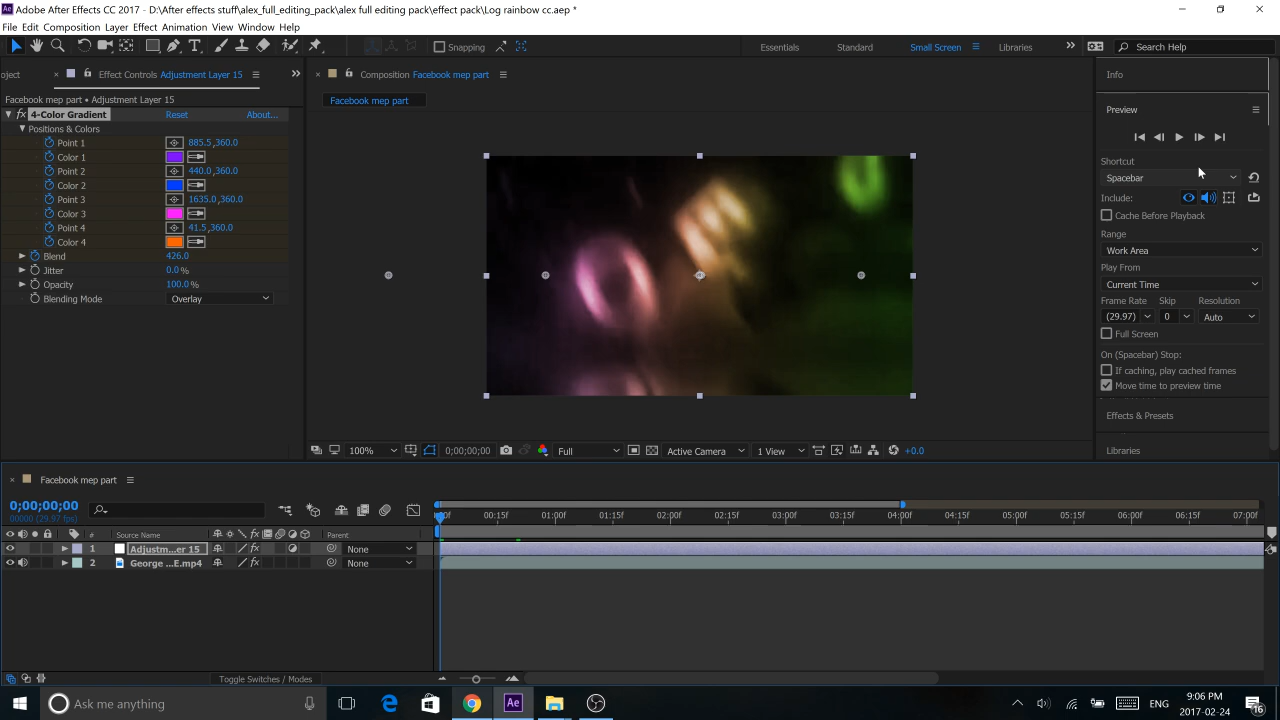 Adobe After Effects CC 2017 - D:\After effects stuff\alex_full_editing_pack\alex full editing pack\effect pack\Log rainbow cc.aep *
File Edit Composition Layer Effect Animation View Window Help
Snapping Essentials Standard Small Screen Libraries Search Help
oject Effect Controls Adjustment Layer 15
Composition Facebook mep part
Info
Facebook mep part • Adjustment Layer 15
Facebook mep part
Preview
fx 4-Color Gradient Reset About...
Positions & Colors
Point 1 885.5,360.0
Color 1
Point 2 440.0,360.0
Color 2
Point 3 1635.0,360.0
Color 3
Point 4 41.5,360.0
Color 4
Blend 426.0
Jitter 0.0 %
Opacity 100.0 %
Blending Mode Overlay
Shortcut
Spacebar
Include:
Cache Before Playback
Range
Work Area
Play From
Current Time
Frame Rate Skip Resolution
(29.97) 0 Auto
Full Screen
On (Spacebar) Stop:
If caching, play cached frames
Move time to preview time
Effects & Presets
Libraries
100% 0;00;00;00 Full Active Camera 1 View +0.0
Facebook mep part
0;00;00;00
00000 (29.97 fps)
:00f 00:15f 01:00f 01:15f 02:00f 02:15f 03:00f 03:15f 04:00f 04:15f 05:00f 05:15f 06:00f 06:15f 07:00f
# Source Name fx Parent
1 Adjustm...er 15 fx None
2 George ...E.mp4 fx None
Toggle Switches / Modes
Ask me anything
Ae
ENG
9:06 PM
2017-02-24
16